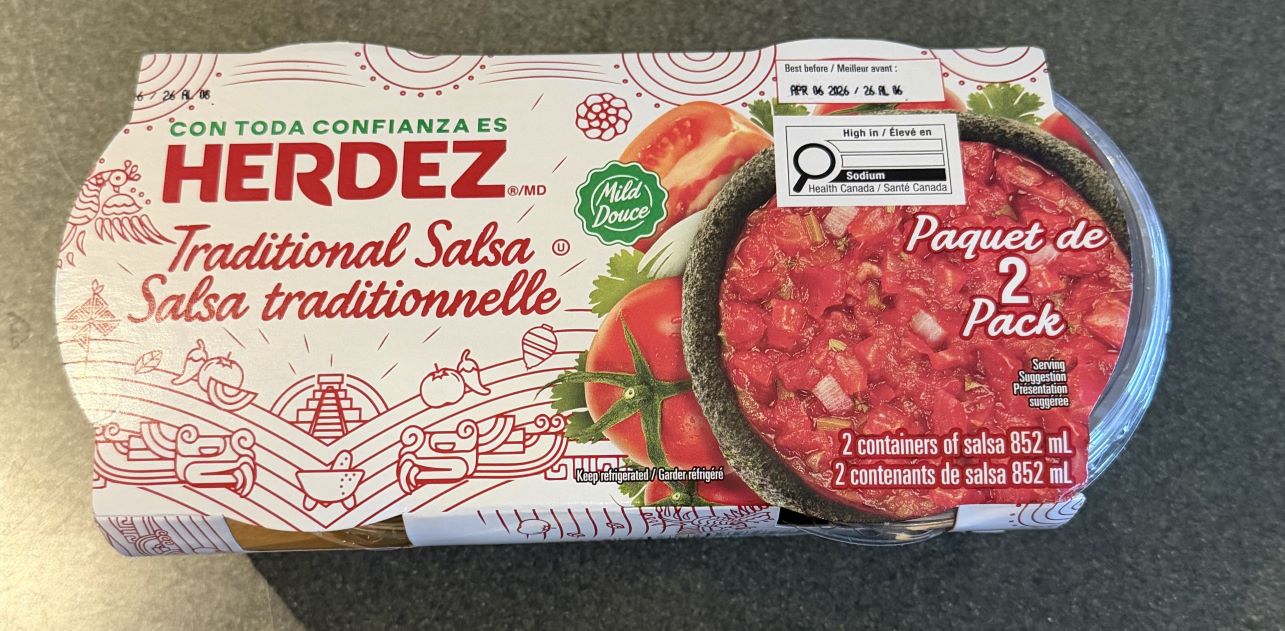 Best before / Meilleur avant :
APR 06 2026 / 26 AL 06
6 / 26 AL 06
High in / Élevé en
Sodium
Health Canada / Santé Canada
CON TODA CONFIANZA ES
HERDEZ ®/MD
Mild
Douce
Traditional Salsa U
Salsa traditionnelle
Paquet de
2
Pack
Serving
Suggestion
Présentation
suggérée
2 containers of salsa 852 mL
2 contenants de salsa 852 mL
Keep refrigerated / Garder réfrigéré